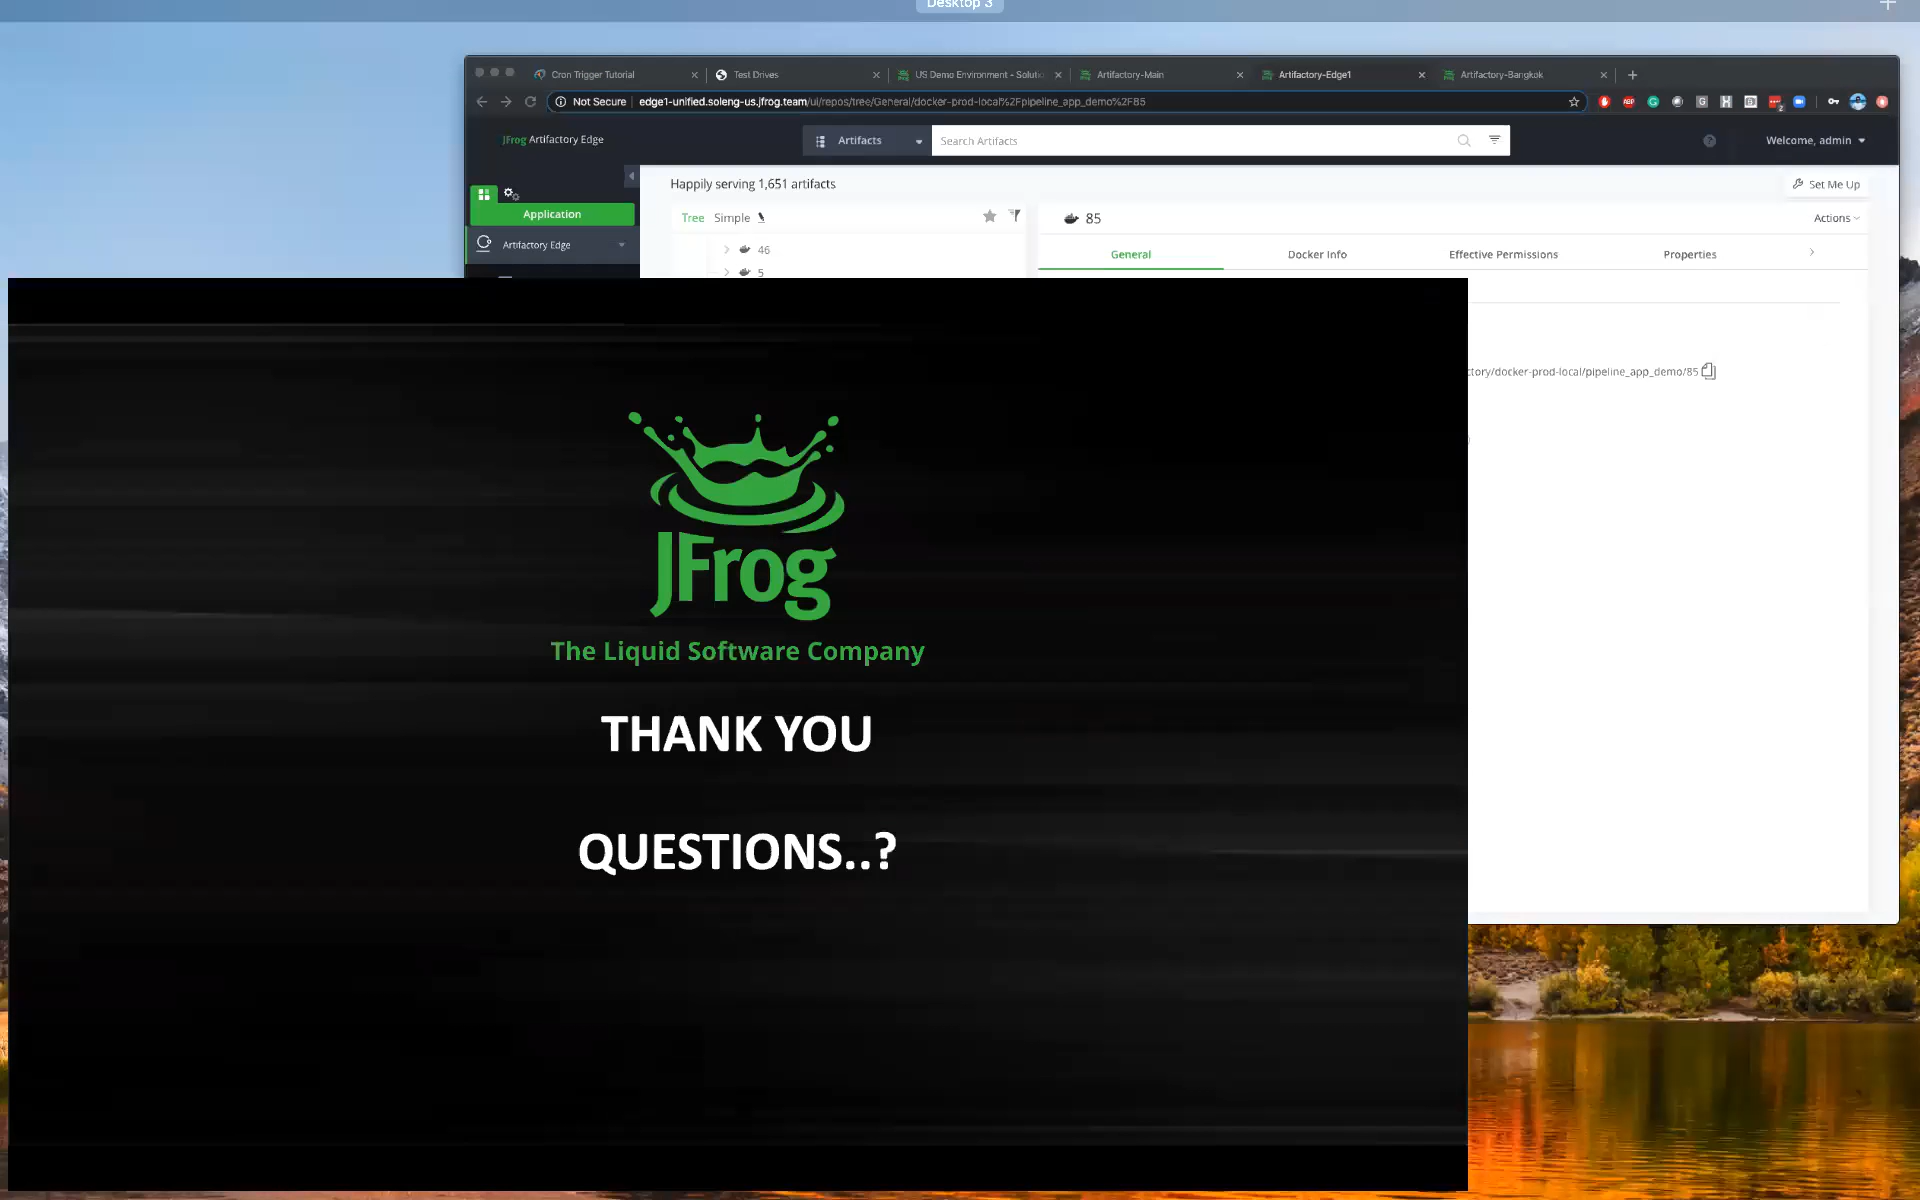 Desktop 3
Cron Trigger Tutorial
Test Drives
US Demo Environment - Soluti
Artifactory-Main
Artifactory-Edge1
Artifactory-Bangkok
Not Secure | edge1-unified.soleng-us.jfrog.team/ui/repos/tree/General/docker-prod-local%2Fpipeline_app_demo%2F85
JFrog Artifactory Edge
Artifacts
Search Artifacts
Welcome, admin
Happily serving 1,651 artifacts
Set Me Up
Application
Tree Simple
85
Actions
Artifactory Edge
46
General
Docker Info
Effective Permissions
Properties
5
tory/docker-prod-local/pipeline_app_demo/85
JFrog
The Liquid Software Company
THANK YOU
QUESTIONS..?